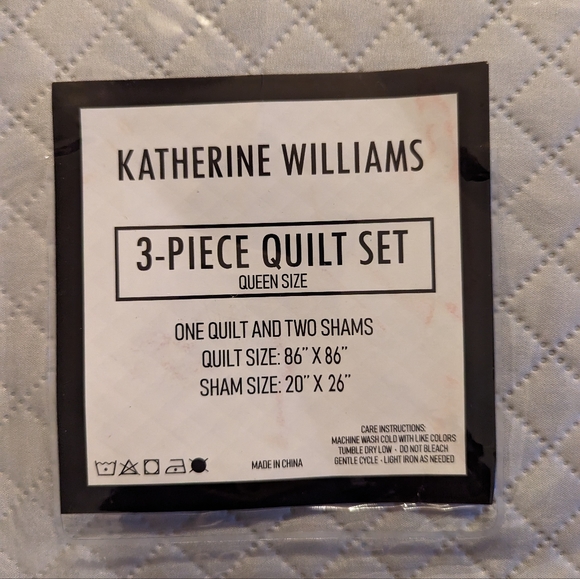 KATHERINE WILLIAMS
3-PIECE QUILT SET
QUEEN SIZE
ONE QUILT AND TWO SHAMS
QUILT SIZE: 86" X 86"
SHAM SIZE: 20" X 26"
CARE INSTRUCTIONS:
MACHINE WASH COLD WITH LIKE COLORS
TUMBLE DRY LOW - DO NOT BLEACH
GENTLE CYCLE - LIGHT IRON AS NEEDED
MADE IN CHINA